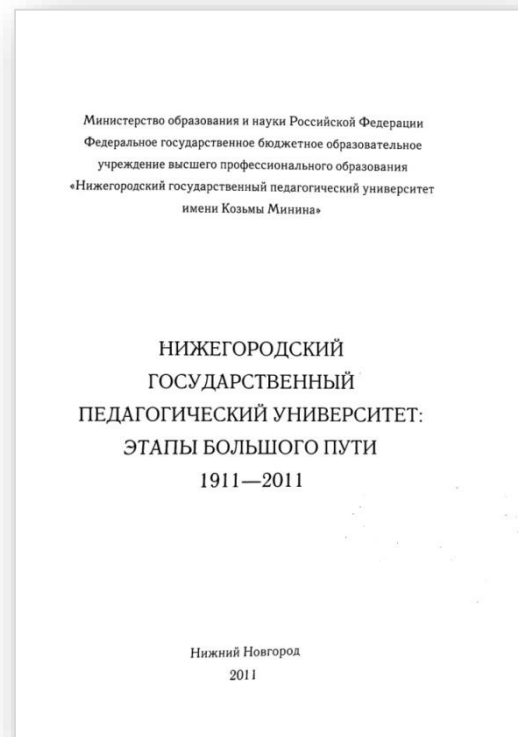 Министерство образования и науки Российской Федерации
Федеральное государственное бюджетное образовательное
учреждение высшего профессионального образования
«Нижегородский государственный педагогический университет
имени Козьмы Минина»
НИЖЕГОРОДСКИЙ
ГОСУДАРСТВЕННЫЙ
ПЕДАГОГИЧЕСКИЙ УНИВЕРСИТЕТ:
ЭТАПЫ БОЛЬШОГО ПУТИ
1911—2011
Нижний Новгород
2011